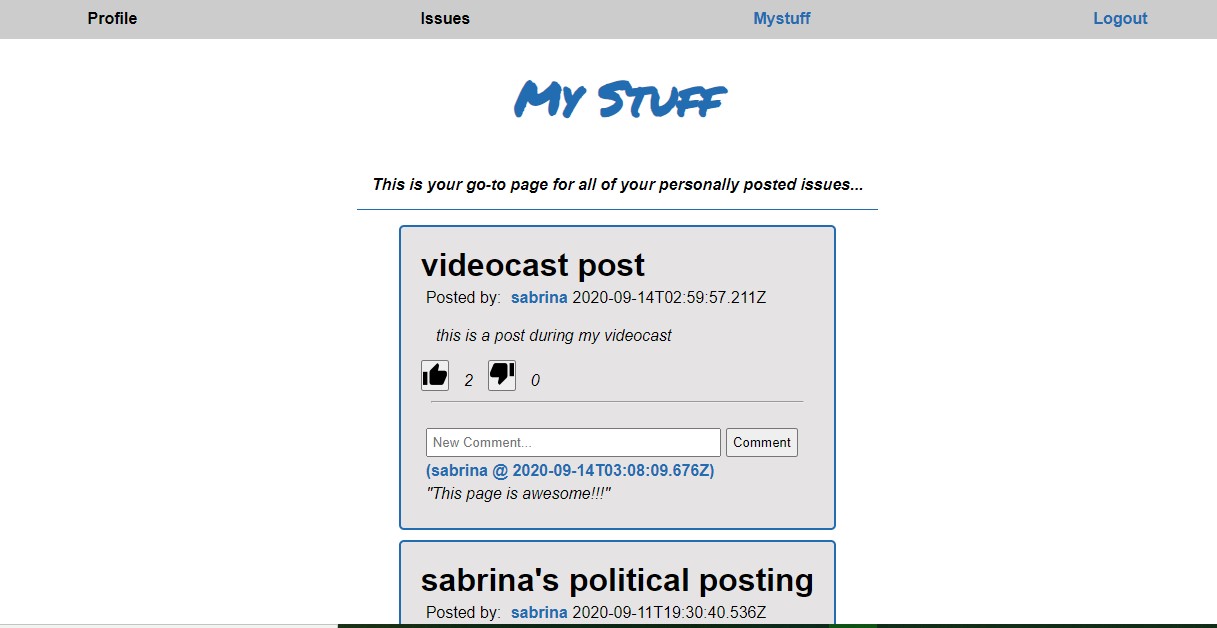 Profile Issues Mystuff Logout
My Stuff
This is your go-to page for all of your personally posted issues...
videocast post
Posted by: sabrina 2020-09-14T02:59:57.211Z
this is a post during my videocast
2 0
New Comment... Comment
(sabrina @ 2020-09-14T03:08:09.676Z)
"This page is awesome!!!"
sabrina's political posting
Posted by: sabrina 2020-09-11T19:30:40.536Z